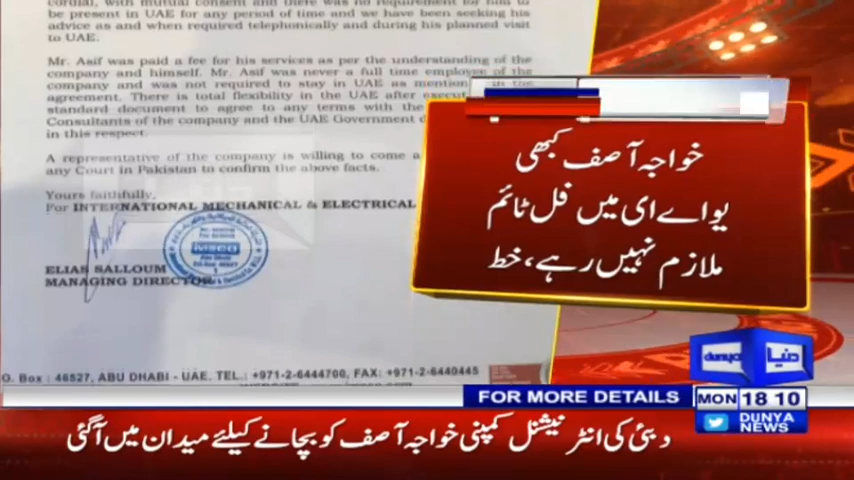 cordial, with mutual consent and there was no requirement for him to
be present in UAE for any period of time and we have been seeking his
advice as and when required telephonically and during his planned visit
to UAE.
Mr. Asif was paid a fee for his services as per the understanding of the
company and himself. Mr. Asif was never a full time employee of the
company and was not required to stay in UAE as mention in the
agreement. There is total flexibility in the UAE after execut
standard document to agree to any terms with the
Consultants of the company and the UAE Government d
in this respect.
A representative of the company is willing to come a
any Court in Pakistan to confirm the above facts.
Yours faithfully,
For INTERNATIONAL MECHANICAL & ELECTRICAL
ELIAS SALLOUM
MANAGING DIRECTOR
O. Box : 46527, ABU DHABI - UAE, TEL.: +971-2-6444700, FAX: +971-2-6440445
خواجہ آصف کبھی
یو اے ای میں فل ٹائم
ملازم نہیں رہے، خط
dunya دنیا
FOR MORE DETAILS
MON 18 10
DUNYA
NEWS
دبئی کی انٹرنیشنل کمپنی خواجہ آصف کو بچانے کیلئے میدان میں آگئی